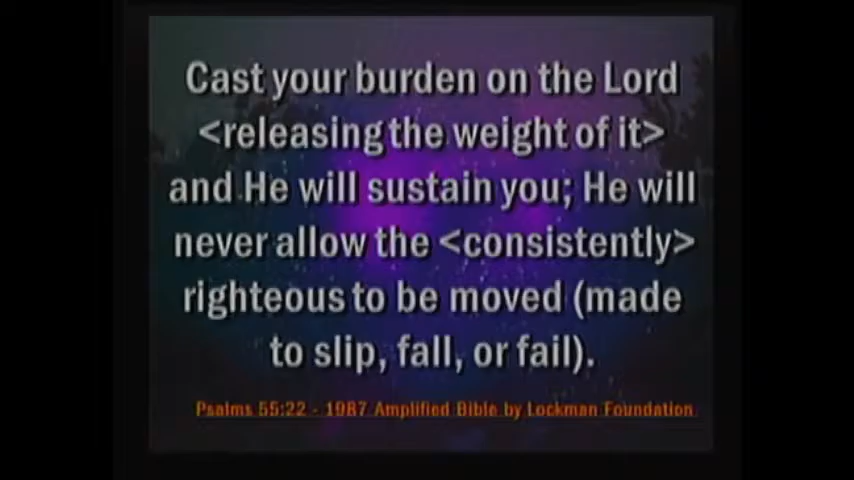 Cast your burden on the Lord
<releasing the weight of it>
and He will sustain you; He will
never allow the <consistently>
righteous to be moved (made
to slip, fall, or fail).
Psalms 55:22 - 1987 Amplified Bible by Lockman Foundation